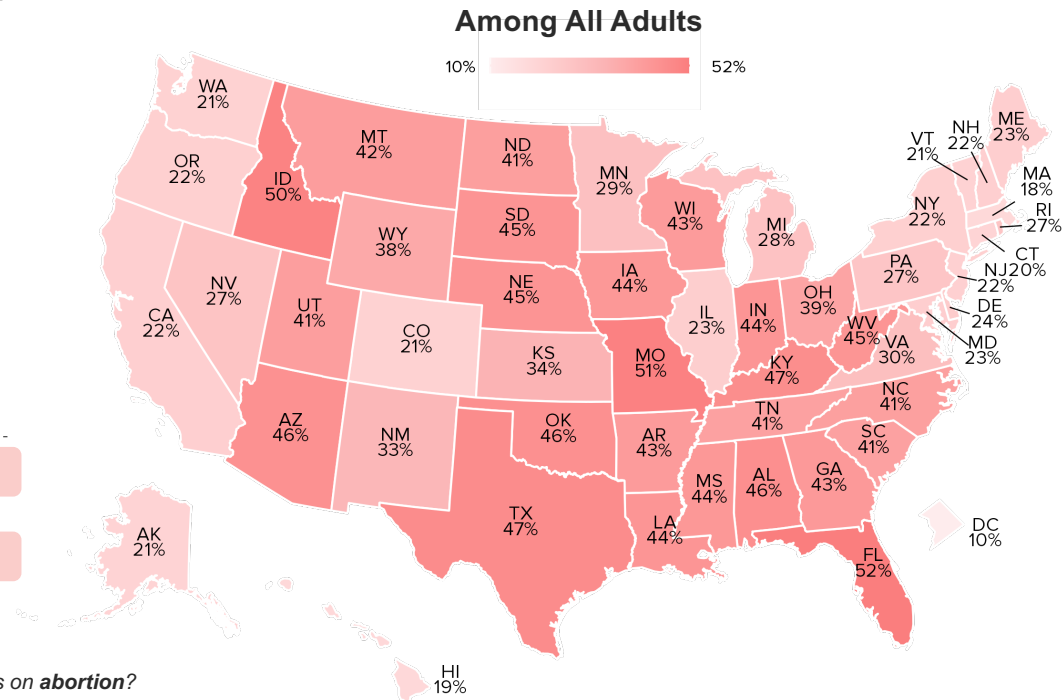 Among All Adults
10%
52%
WA
21%
OR
22%
CA
22%
NV
27%
ID
50%
MT
42%
WY
38%
UT
41%
AZ
46%
CO
21%
NM
33%
ND
41%
SD
45%
NE
45%
KS
34%
OK
46%
TX
47%
MN
29%
IA
44%
MO
51%
AR
43%
LA
44%
WI
43%
IL
23%
MI
28%
IN
44%
OH
39%
KY
47%
TN
41%
MS
44%
AL
46%
GA
43%
FL
52%
SC
41%
NC
41%
VA
30%
WV
45%
PA
27%
NY
22%
VT
21%
NH
22%
ME
23%
MA
18%
RI
27%
CT
20%
NJ
22%
DE
24%
MD
23%
DC
10%
AK
21%
HI
19%
s on abortion?